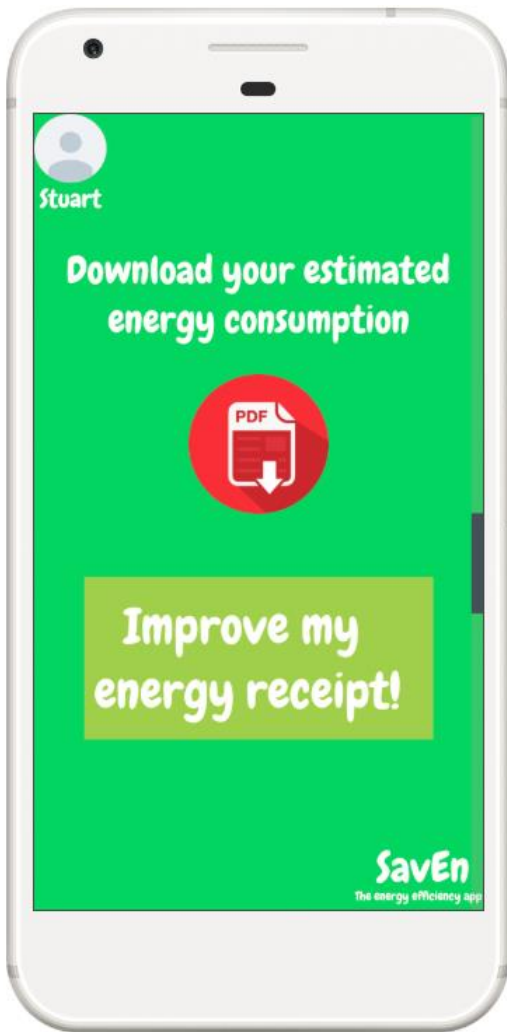 Stuart
Download your estimated
energy consumption
PDF
Improve my
energy receipt!
SavEn
The energy efficiency app